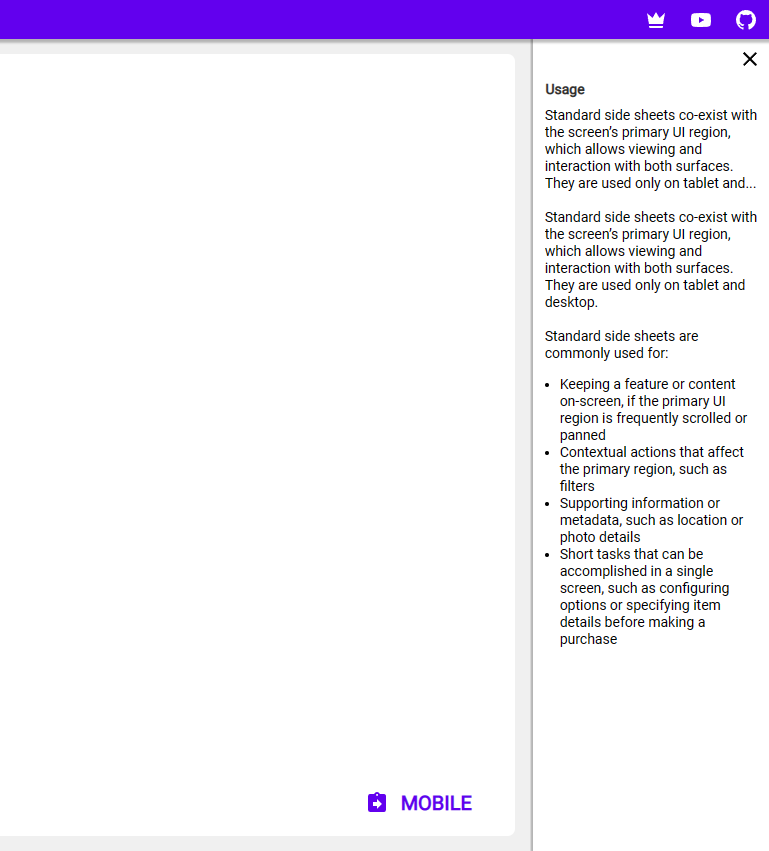 Usage
Standard side sheets co-exist with
the screen’s primary UI region,
which allows viewing and
interaction with both surfaces.
They are used only on tablet and...
Standard side sheets co-exist with
the screen’s primary UI region,
which allows viewing and
interaction with both surfaces.
They are used only on tablet and
desktop.
Standard side sheets are
commonly used for:
• Keeping a feature or content
on-screen, if the primary UI
region is frequently scrolled or
panned
• Contextual actions that affect
the primary region, such as
filters
• Supporting information or
metadata, such as location or
photo details
• Short tasks that can be
accomplished in a single
screen, such as configuring
options or specifying item
details before making a
purchase
MOBILE